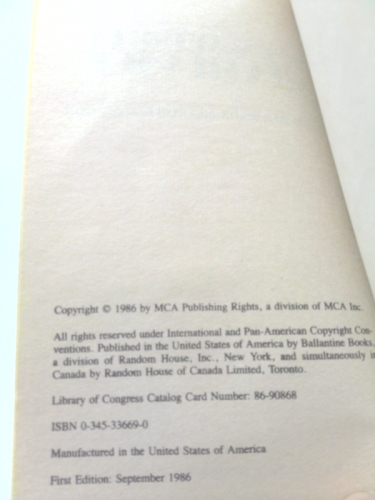 Copyright © 1986 by MCA Publishing Rights, a division of MCA Inc.
All rights reserved under International and Pan-American Copyright Con-
ventions. Published in the United States of America by Ballantine Books,
a division of Random House, Inc., New York, and simultaneously in
Canada by Random House of Canada Limited, Toronto.
Library of Congress Catalog Card Number: 86-90868
ISBN 0-345-33669-0
Manufactured in the United States of America
First Edition: September 1986